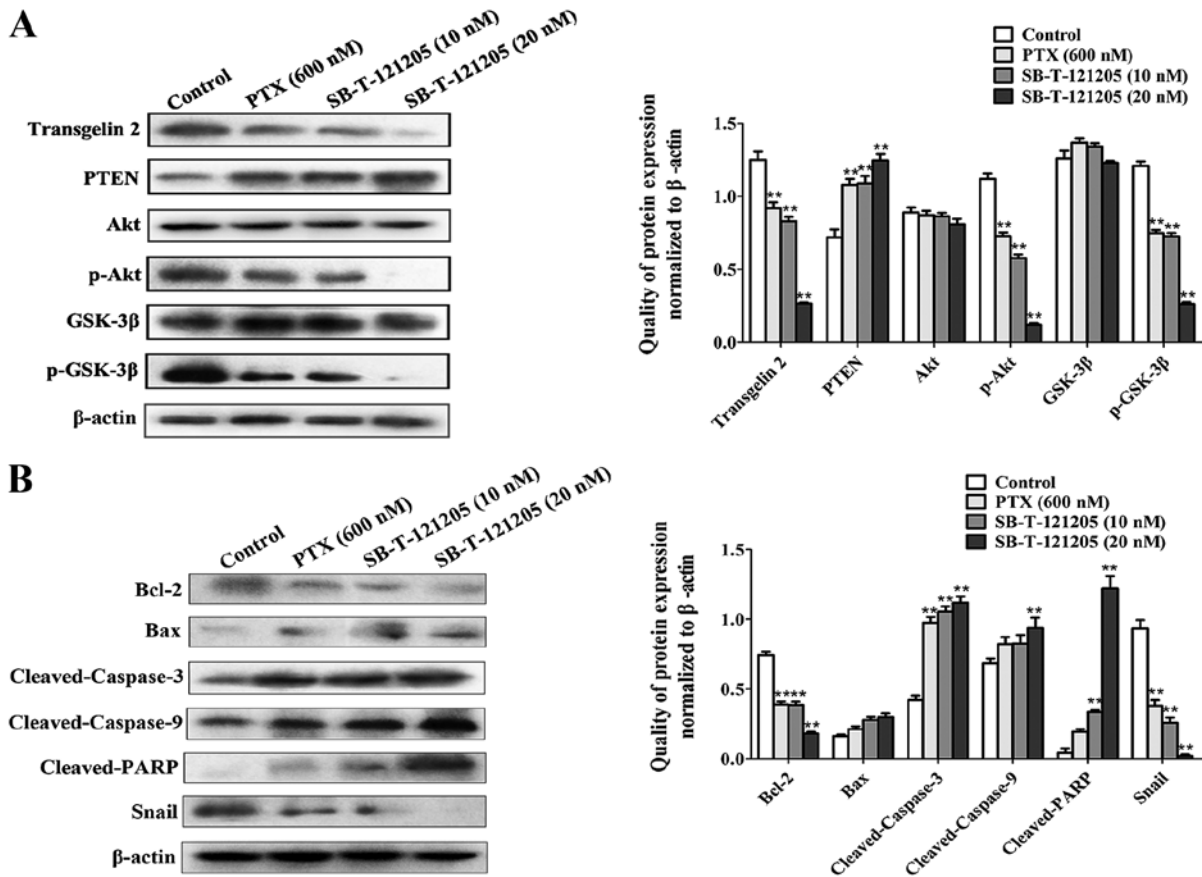 A
Control
PTX (600 nM)
SB-T-121205 (10 nM)
SB-T-121205 (20 nM)
Transgelin 2
PTEN
Akt
p-Akt
GSK-3β
p-GSK-3β
β-actin
Control
PTX (600 nM)
SB-T-121205 (10 nM)
SB-T-121205 (20 nM)
Quality of protein expression
normalized to β -actin
1.5
1.0
0.5
0.0
**
**
**
**
**
**
**
**
**
**
**
Transgelin 2
PTEN
Akt
p-Akt
GSK-3β
p-GSK-3β
B
Control
PTX (600 nM)
SB-T-121205 (10 nM)
SB-T-121205 (20 nM)
Bcl-2
Bax
Cleaved-Caspase-3
Cleaved-Caspase-9
Cleaved-PARP
Snail
β-actin
Control
PTX (600 nM)
SB-T-121205 (10 nM)
SB-T-121205 (20 nM)
Quality of protein expression
normalized to β -actin
1.5
1.0
0.5
0.0
****
**
**
**
**
**
**
**
**
**
**
Bcl-2
Bax
Cleaved-Caspase-3
Cleaved-Caspase-9
Cleaved-PARP
Snail